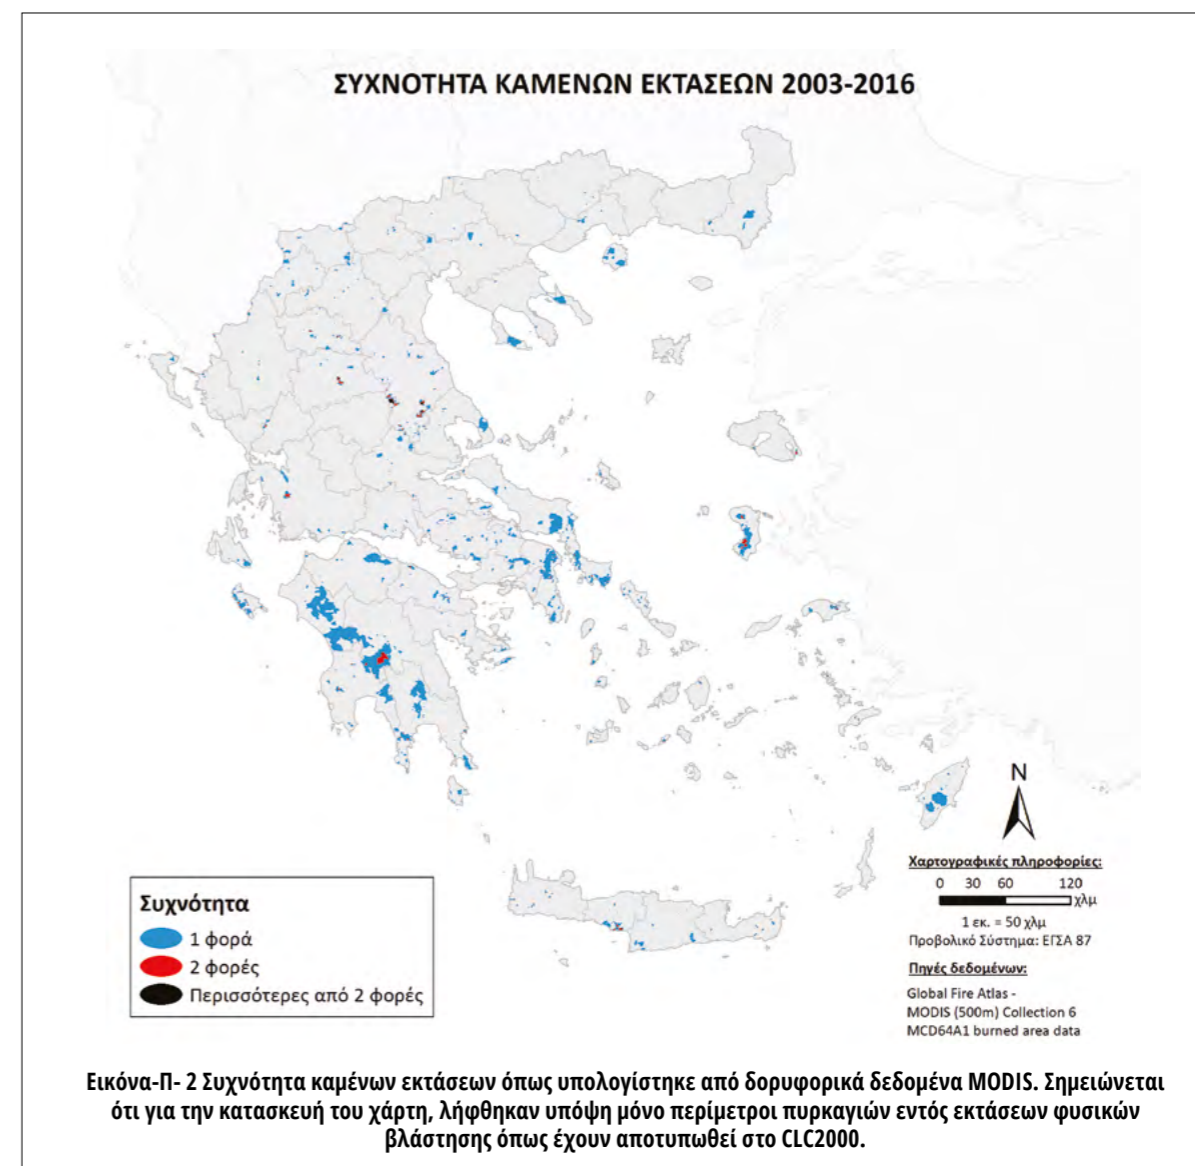 ΣΥΧΝΟΤΗΤΑ ΚΑΜΕΝΩΝ ΕΚΤΑΣΕΩΝ 2003-2016
N
Χαρτογραφικές πληροφορίες:
0 30 60 120
χλμ
1 εκ. = 50 χλμ
Προβολικό Σύστημα: ΕΓΣΑ 87
Πηγές δεδομένων:
Global Fire Atlas -
MODIS (500m) Collection 6
MCD64A1 burned area data
Συχνότητα
1 φορά
2 φορές
Περισσότερες από 2 φορές
Εικόνα-Π- 2 Συχνότητα καμένων εκτάσεων όπως υπολογίστηκε από δορυφορικά δεδομένα MODIS. Σημειώνεται
ότι για την κατασκευή του χάρτη, λήφθηκαν υπόψη μόνο περίμετροι πυρκαγιών εντός εκτάσεων φυσικών
βλάστησης όπως έχουν αποτυπωθεί στο CLC2000.